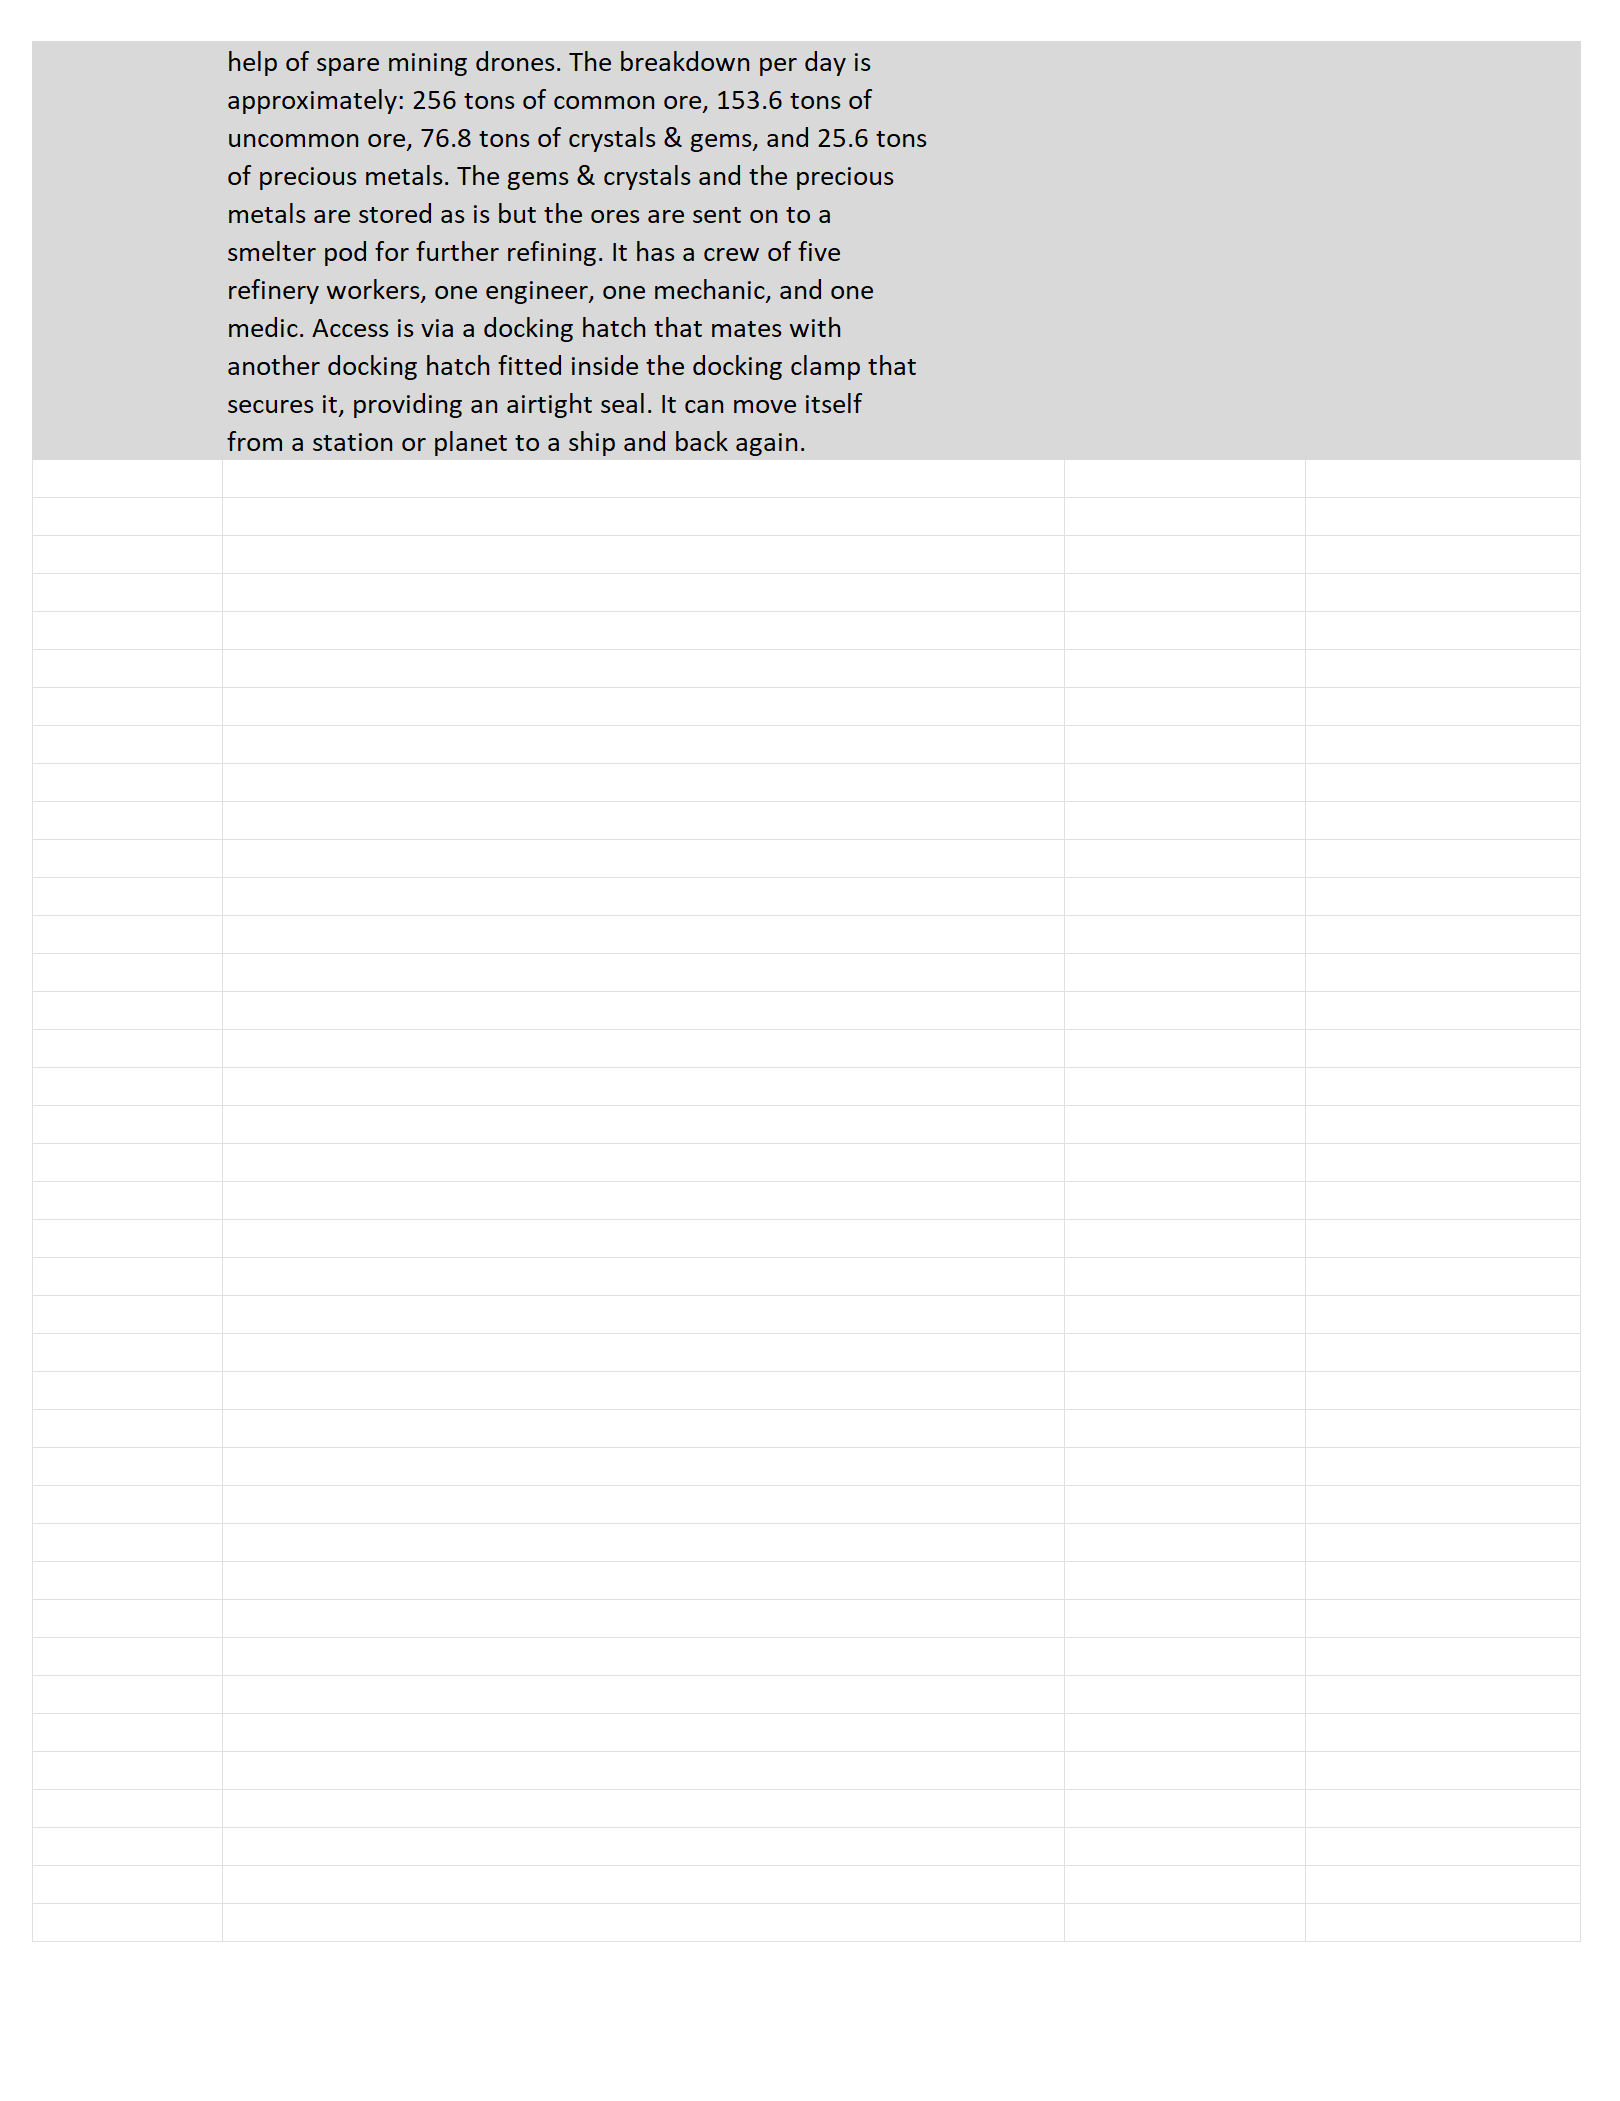 help of spare mining drones. The breakdown per day is
approximately: 256 tons of common ore, 153.6 tons of
uncommon ore, 76.8 tons of crystals & gems, and 25.6 tons
of precious metals. The gems & crystals and the precious
metals are stored as is but the ores are sent on to a
smelter pod for further refining. It has a crew of five
refinery workers, one engineer, one mechanic, and one
medic. Access is via a docking hatch that mates with
another docking hatch fitted inside the docking clamp that
secures it, providing an airtight seal. It can move itself
from a station or planet to a ship and back again.